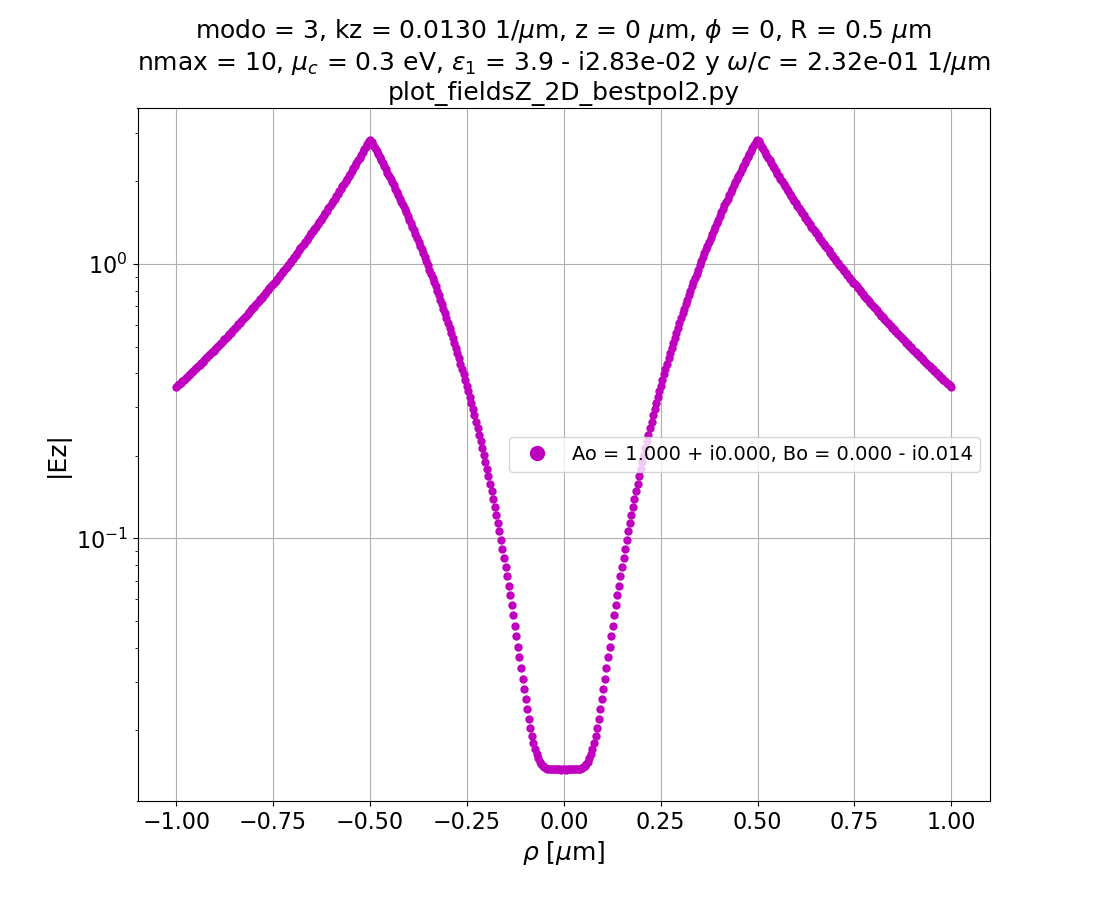 modo = 3, kz = 0.0130 1/μm, z = 0 μm, ϕ = 0, R = 0.5 μm
nmax = 10, μc = 0.3 eV, ε1 = 3.9 - i2.83e-02 y ω/c = 2.32e-01 1/μm
plot_fieldsZ_2D_bestpol2.py
|Ez|
10⁰
10⁻¹
Ao = 1.000 + i0.000, Bo = 0.000 - i0.014
−1.00 −0.75 −0.50 −0.25 0.00 0.25 0.50 0.75 1.00
ρ [μm]